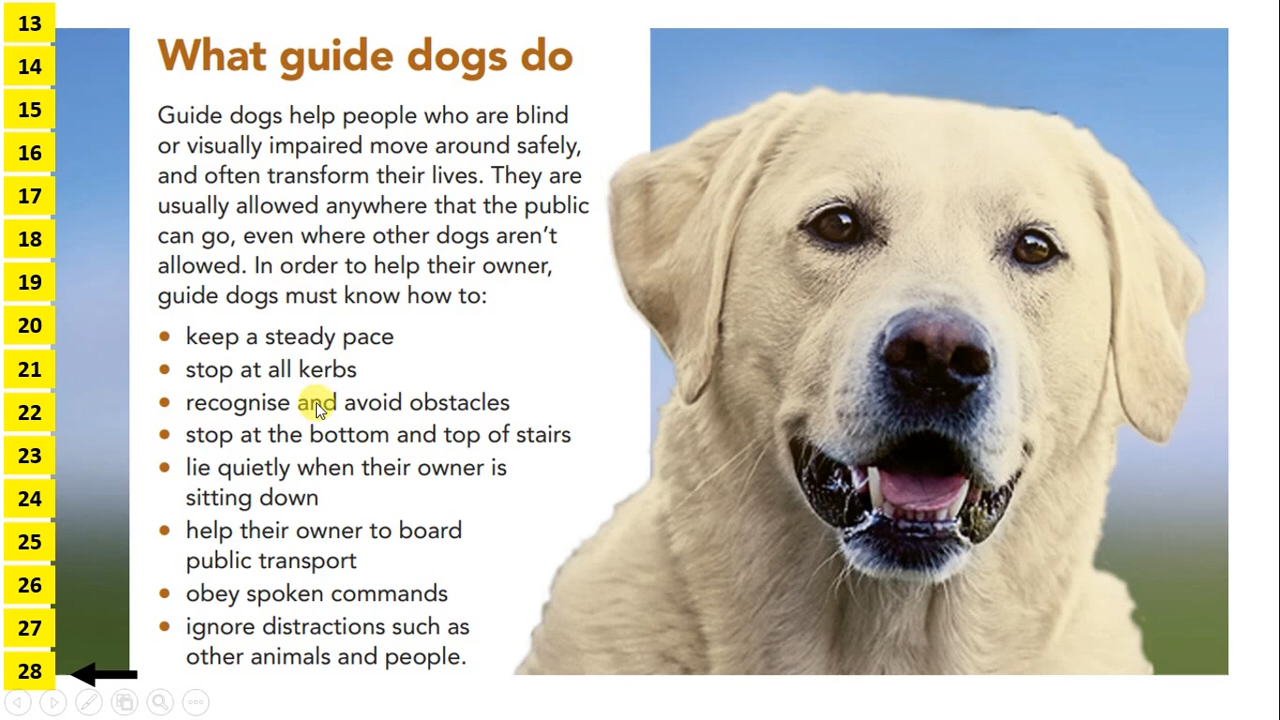 13
14
15
16
17
18
19
20
21
22
23
24
25
26
27
28
What guide dogs do
Guide dogs help people who are blind
or visually impaired move around safely,
and often transform their lives. They are
usually allowed anywhere that the public
can go, even where other dogs aren’t
allowed. In order to help their owner,
guide dogs must know how to:
• keep a steady pace
• stop at all kerbs
• recognise and avoid obstacles
• stop at the bottom and top of stairs
• lie quietly when their owner is
sitting down
• help their owner to board
public transport
• obey spoken commands
• ignore distractions such as
other animals and people.